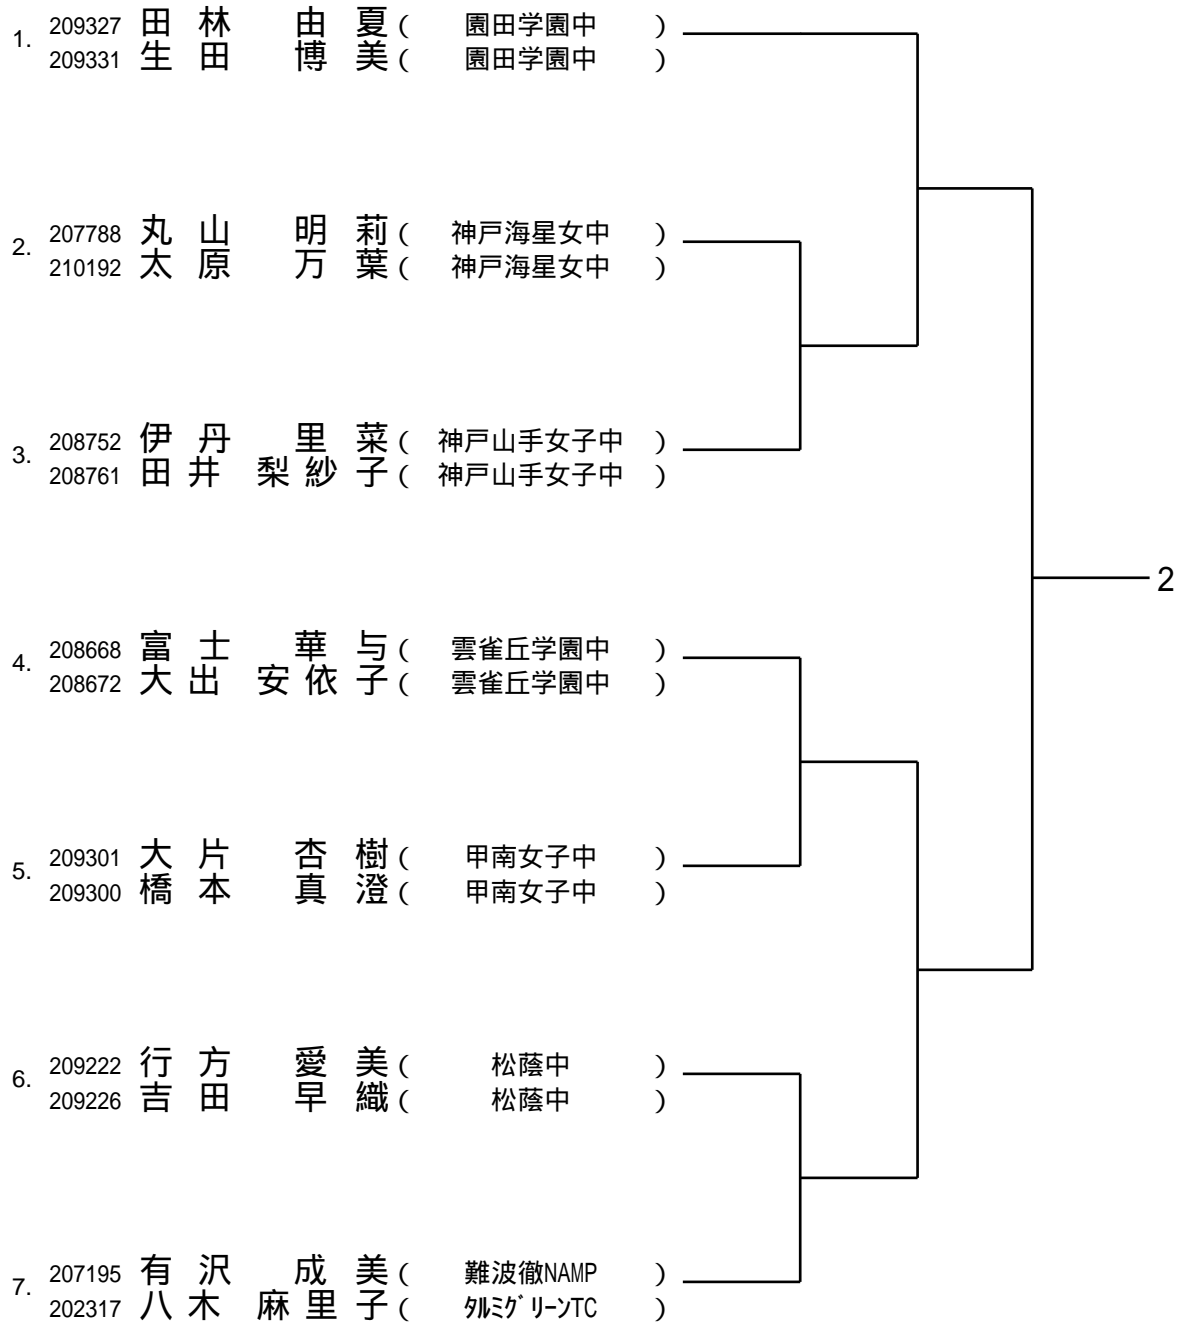 1. 209327 田林 由夏 ( 園田学園中 )
209331 生田 博美 ( 園田学園中 )
2. 207788 丸山 明莉 ( 神戸海星女中 )
210192 太原 万葉 ( 神戸海星女中 )
3. 208752 伊丹 里菜 ( 神戸山手女子中 )
208761 田井 梨紗子 ( 神戸山手女子中 )
2
4. 208668 富士 華与 ( 雲雀丘学園中 )
208672 大出 安依子 ( 雲雀丘学園中 )
5. 209301 大片 杏樹 ( 甲南女子中 )
209300 橋本 真澄 ( 甲南女子中 )
6. 209222 行方 愛美 ( 松蔭中 )
209226 吉田 早織 ( 松蔭中 )
7. 207195 有沢 成美 ( 難波徹NAMP )
202317 八木 麻里子 ( ﾀﾙﾐｸﾞﾘｰﾝTC )